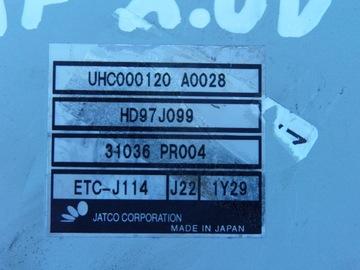 UHC000120 A0028
HD97J099
31036 PR004
ETC-J114 J22 1Y29
JATCO CORPORATION
MADE IN JAPAN